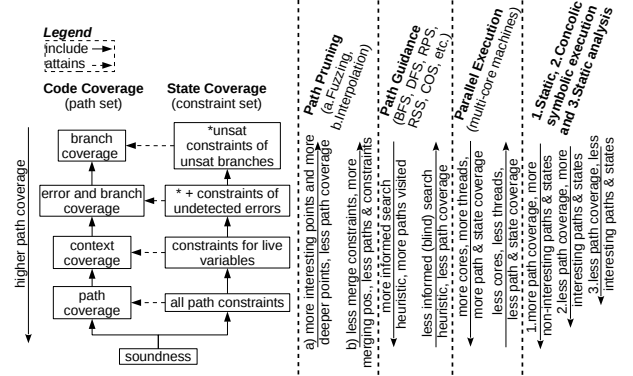 Legend
include
attains
Code Coverage
(path set)
State Coverage
(constraint set)
higher path coverage
branch
coverage
*unsat
constraints of
unsat branches
error and branch
coverage
* + constraints of
undetected errors
context
coverage
constraints for live
variables
path
coverage
all path constraints
soundness
Path Pruning
(a.Fuzzing,
b.Interpolation)
a) more interesting points and more
deeper points, less path coverage
b) less merge constraints, more
merging pos., less paths & constraints
Path Guidance
(BFS, DFS, RPS,
RSS, COS, etc.)
more informed search
heuristic, more paths visited
less informed (blind) search
heuristic, less path coverage
Parallel Execution
(multi-core machines)
more cores, more threads,
more path & state coverage
less cores, less threads,
less path & state coverage
1.Static, 2.Concolic
symbolic execution
and 3.Static analysis
1.more path coverage, more
non-interesting points & states
2.less path coverage, more
interesting paths & states
3.less path coverage, less
interesting paths & states